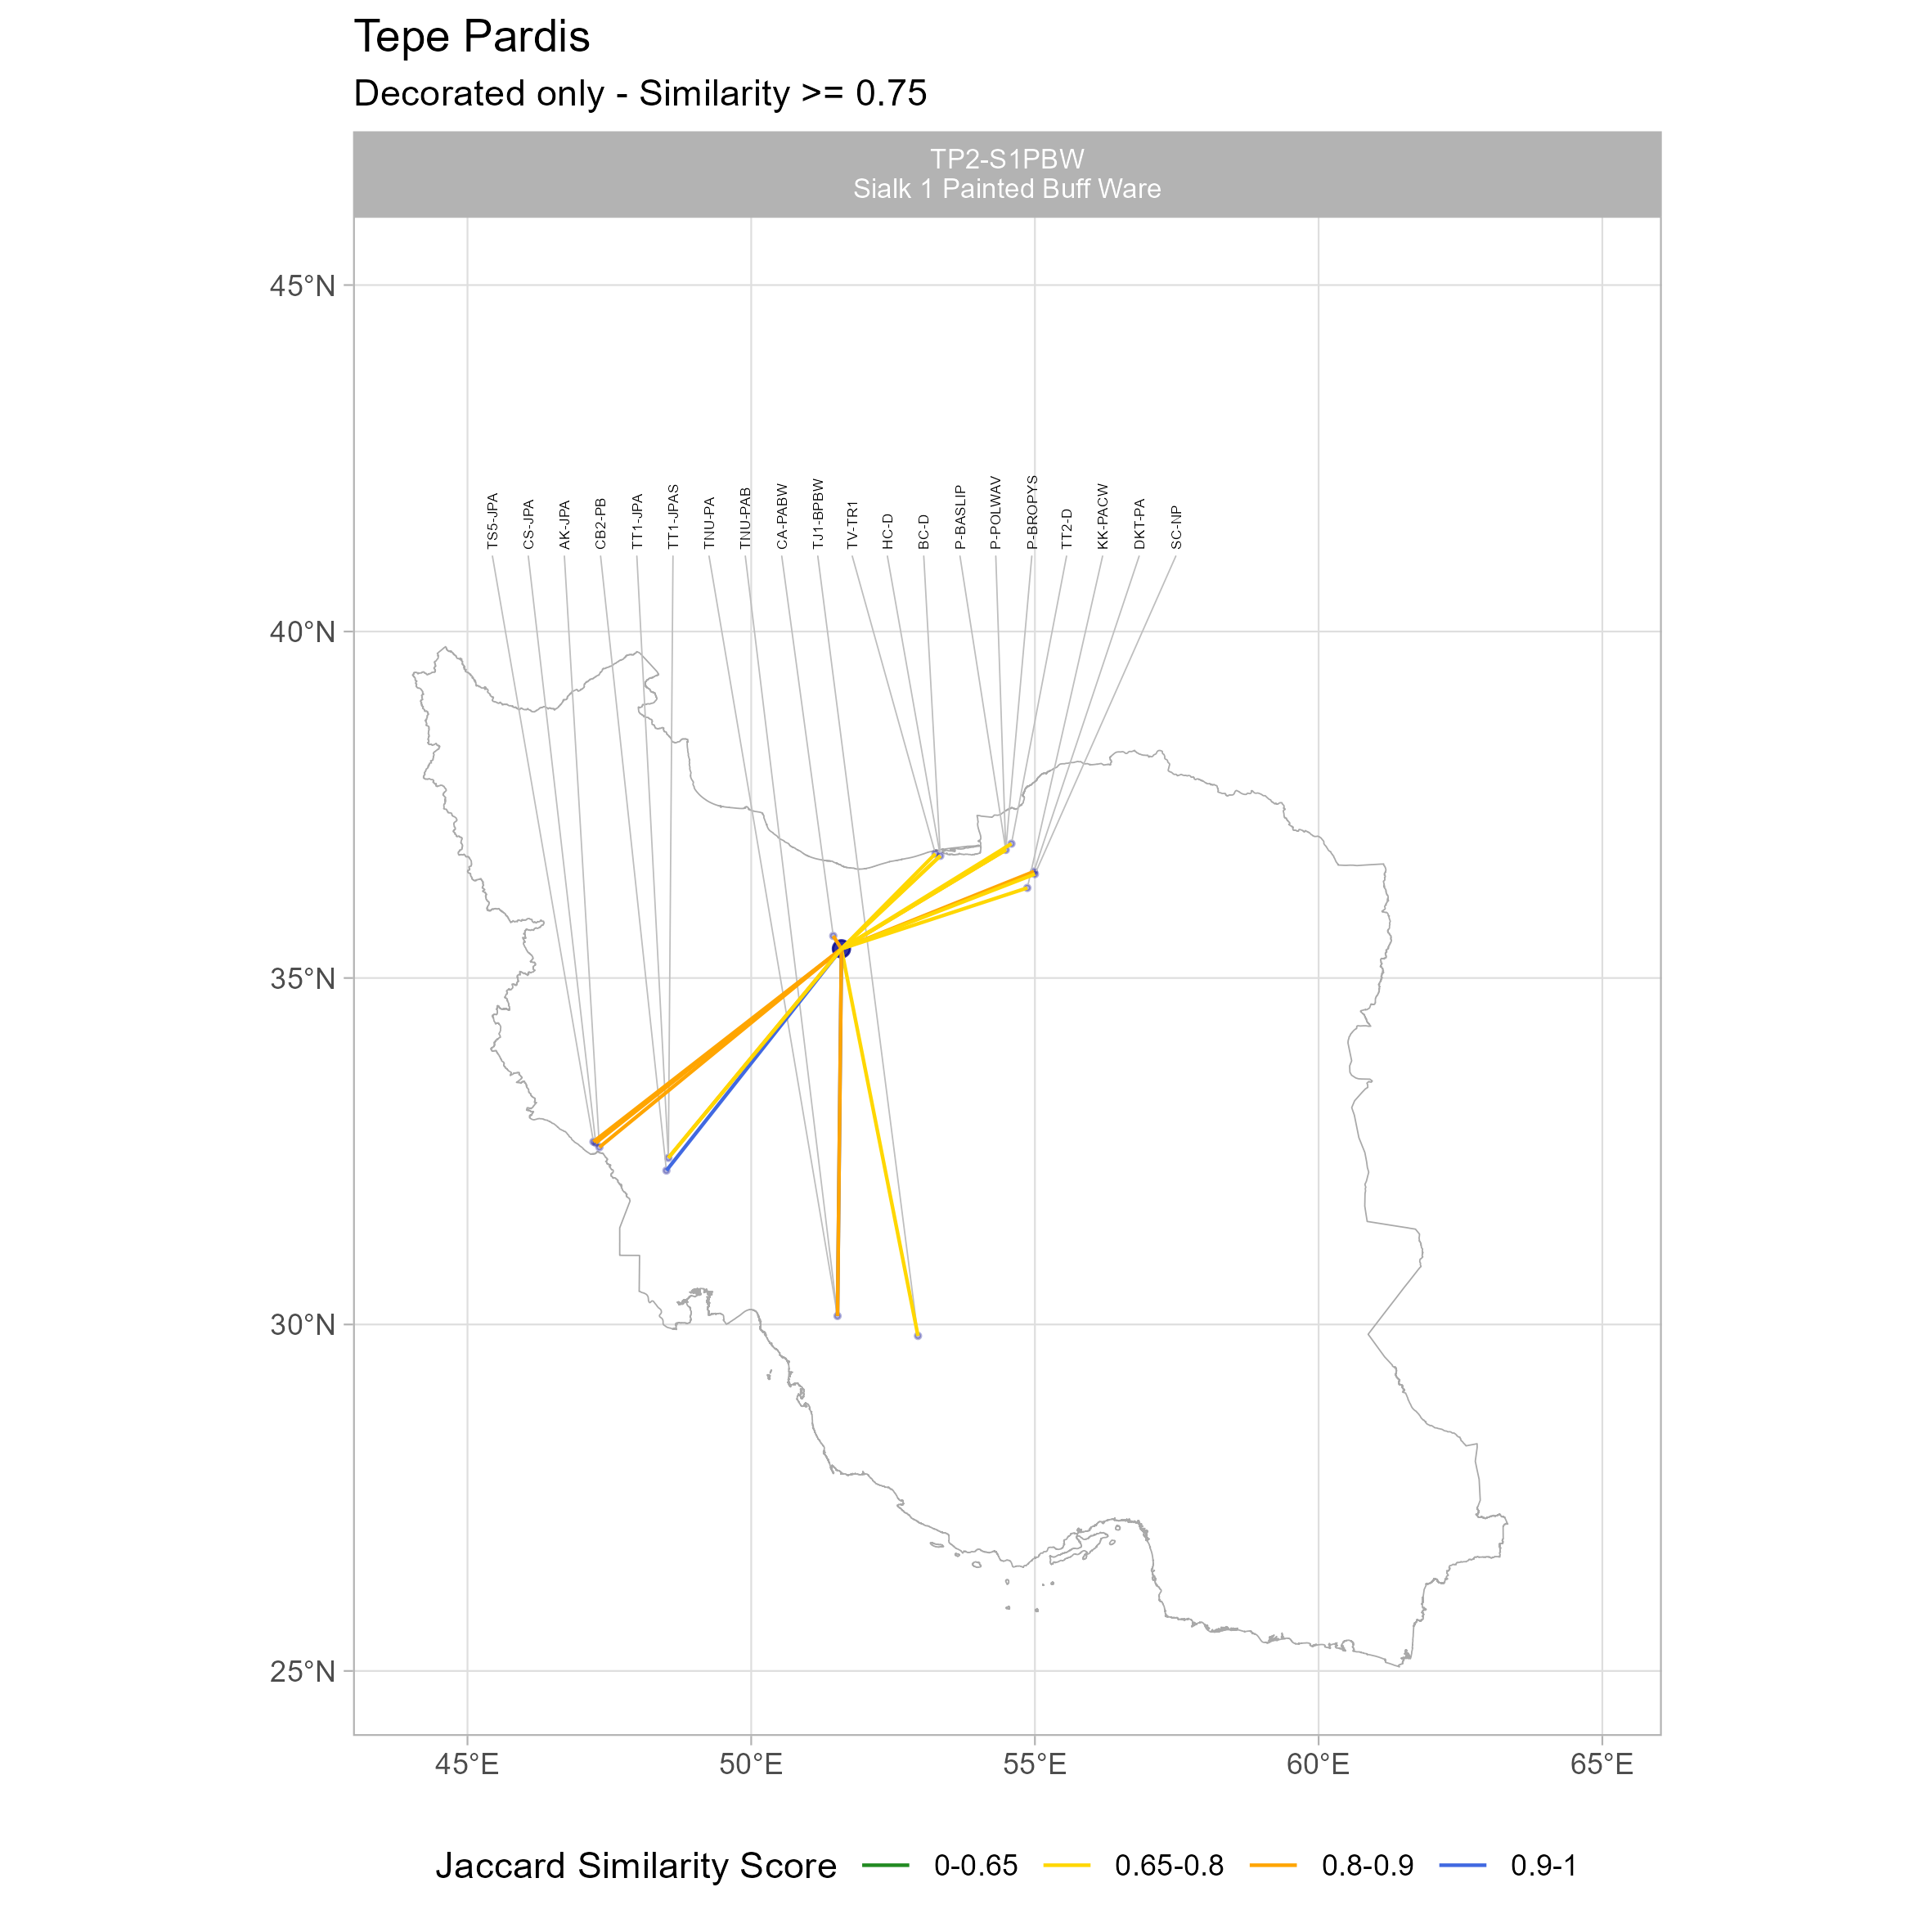 Tepe Pardis
Decorated only - Similarity >= 0.75
TP2-S1PBW
Sialk 1 Painted Buff Ware
45°N
TS5-JPA
CS-JPA
AK-JPA
CB2-PB
TT1-JPA
TT1-JPAS
TNU-PA
TNU-PAB
CA-PABW
TJ1-BPBW
TV-TR1
HC-D
BC-D
P-BASLIP
P-POLWAV
P-BROPYS
TT2-D
KK-PACW
DKT-PA
SC-NP
40°N
35°N
30°N
25°N
45°E 50°E 55°E 60°E 65°E
Jaccard Similarity Score 0-0.65 0.65-0.8 0.8-0.9 0.9-1